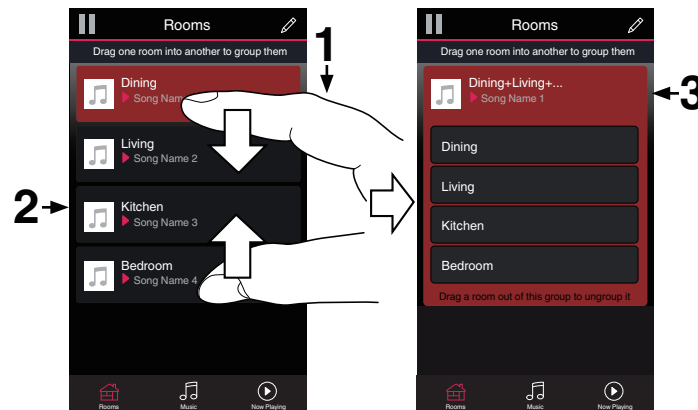 Rooms
Drag one room into another to group them
Dining
Song Nam
Living
Song Name 2
Kitchen
Song Name 3
Bedroom
Song Name 4
Rooms
Music
Now Playing
1
2
Rooms
Drag one room into another to group them
Dining+Living+...
Song Name 1
Dining
Living
Kitchen
Bedroom
Drag a room out of this group to ungroup it
Rooms
Music
Now Playing
3